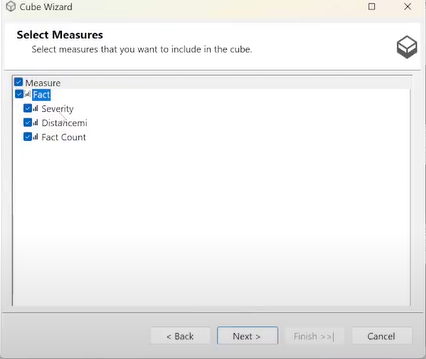 Cube Wizard
Select Measures
Select measures that you want to include in the cube.
Measure
Fact
Severity
Distancemi
Fact Count
< Back
Next >
Finish >>|
Cancel